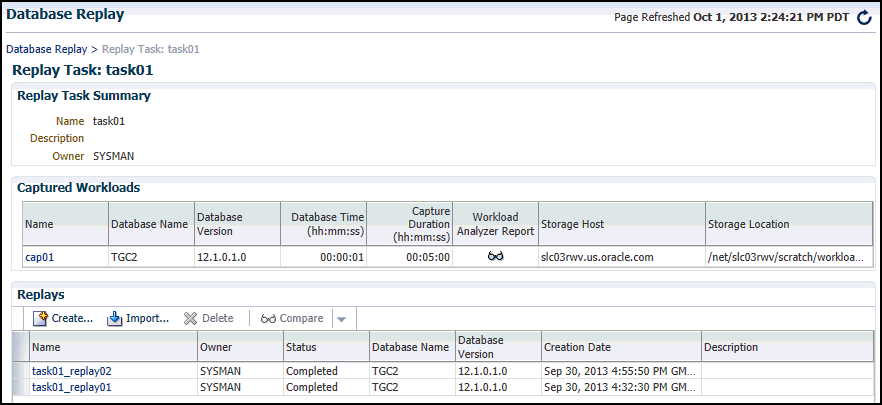 Database Replay
Page Refreshed Oct 1, 2013 2:24:21 PM PDT
Database Replay > Replay Task: task01
Replay Task: task01
Replay Task Summary
Name task01
Description
Owner SYSMAN
Captured Workloads
Name Database Name Database Version Database Time (hh:mm:ss) Capture Duration (hh:mm:ss) Workload Analyzer Report Storage Host Storage Location
cap01 TGC2 12.1.0.1.0 00:00:01 00:05:00 slc03rwv.us.oracle.com /net/slc03rwv/scratch/workloa...
Replays
Create... Import... Delete Compare
Name Owner Status Database Name Database Version Creation Date Description
task01_replay02 SYSMAN Completed TGC2 12.1.0.1.0 Sep 30, 2013 4:55:50 PM GM...
task01_replay01 SYSMAN Completed TGC2 12.1.0.1.0 Sep 30, 2013 4:32:30 PM GM...